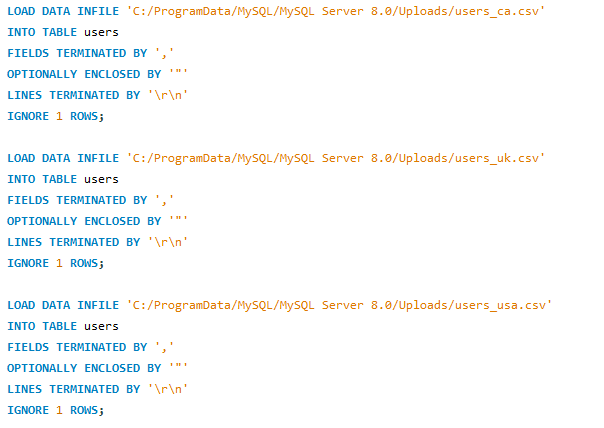 LOAD DATA INFILE 'C:/ProgramData/MySQL/MySQL Server 8.0/Uploads/users_ca.csv'
INTO TABLE users
FIELDS TERMINATED BY ','
OPTIONALLY ENCLOSED BY '"'
LINES TERMINATED BY '\r\n'
IGNORE 1 ROWS;

LOAD DATA INFILE 'C:/ProgramData/MySQL/MySQL Server 8.0/Uploads/users_uk.csv'
INTO TABLE users
FIELDS TERMINATED BY ','
OPTIONALLY ENCLOSED BY '"'
LINES TERMINATED BY '\r\n'
IGNORE 1 ROWS;

LOAD DATA INFILE 'C:/ProgramData/MySQL/MySQL Server 8.0/Uploads/users_usa.csv'
INTO TABLE users
FIELDS TERMINATED BY ','
OPTIONALLY ENCLOSED BY '"'
LINES TERMINATED BY '\r\n'
IGNORE 1 ROWS;